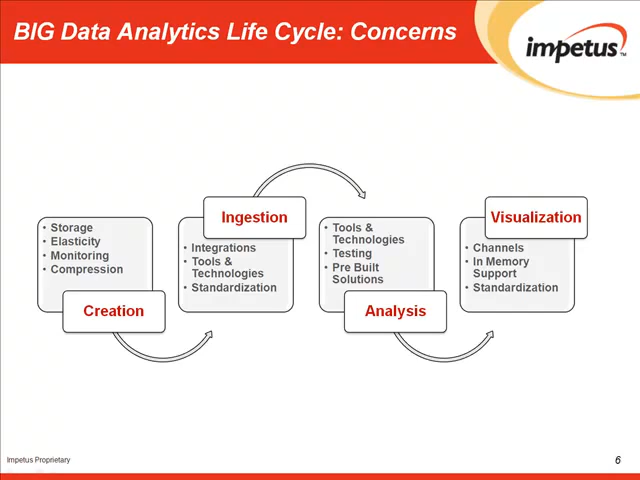 BIG Data Analytics Life Cycle: Concerns
impetus™
• Storage
• Elasticity
• Monitoring
• Compression
Creation
Ingestion
• Integrations
• Tools &
Technologies
• Standardization
• Tools &
Technologies
• Testing
• Pre Built
Solutions
Analysis
Visualization
• Channels
• In Memory
Support
• Standardization
Impetus Proprietary
6